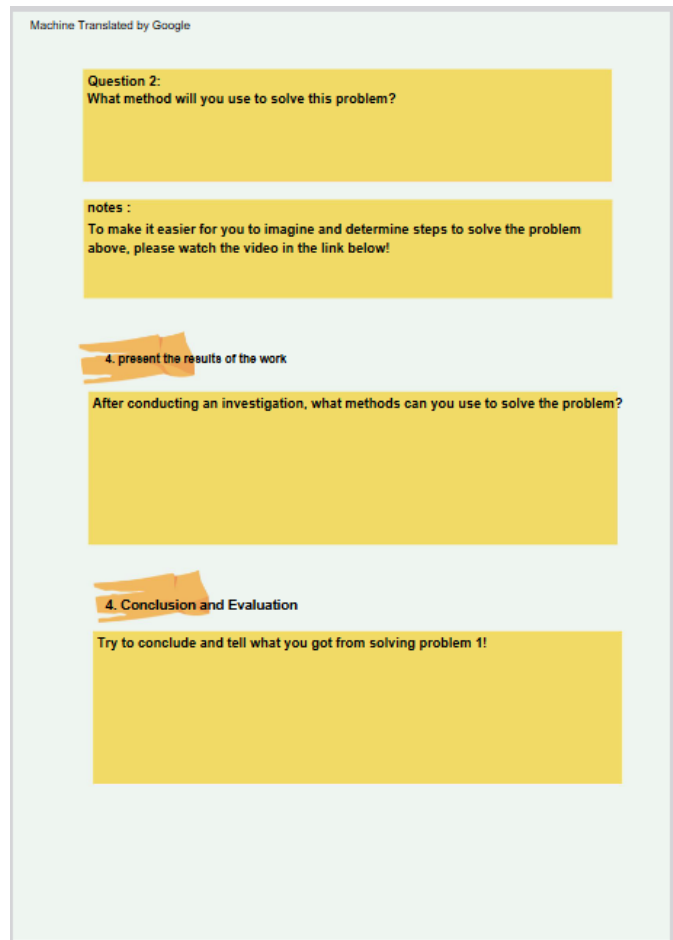 Machine Translated by Google
Question 2:
What method will you use to solve this problem?
notes :
To make it easier for you to imagine and determine steps to solve the problem
above, please watch the video in the link below!
4. present the results of the work
After conducting an investigation, what methods can you use to solve the problem?
4. Conclusion and Evaluation
Try to conclude and tell what you got from solving problem 1!